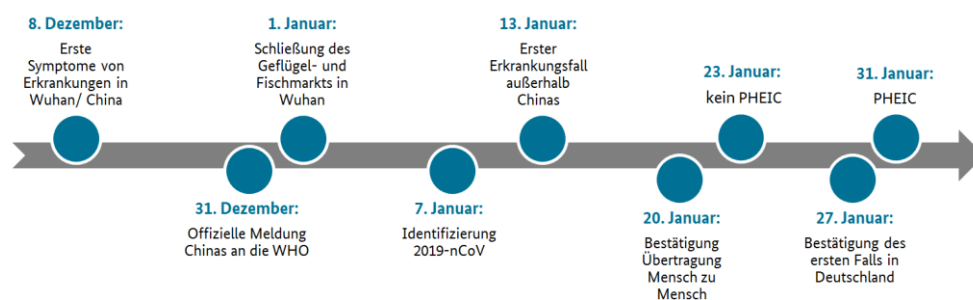 8. Dezember:
Erste
Symptome von
Erkrankungen in
Wuhan/ China
31. Dezember:
Offizielle Meldung
Chinas an die WHO
1. Januar:
Schließung des
Geflügel- und
Fischmarkts in
Wuhan
7. Januar:
Identifizierung
2019-nCoV
13. Januar:
Erster
Erkrankungsfall
außerhalb
Chinas
20. Januar:
Bestätigung
Übertragung
Mensch zu
Mensch
23. Januar:
kein PHEIC
27. Januar:
Bestätigung des
ersten Falls in
Deutschland
31. Januar:
PHEIC